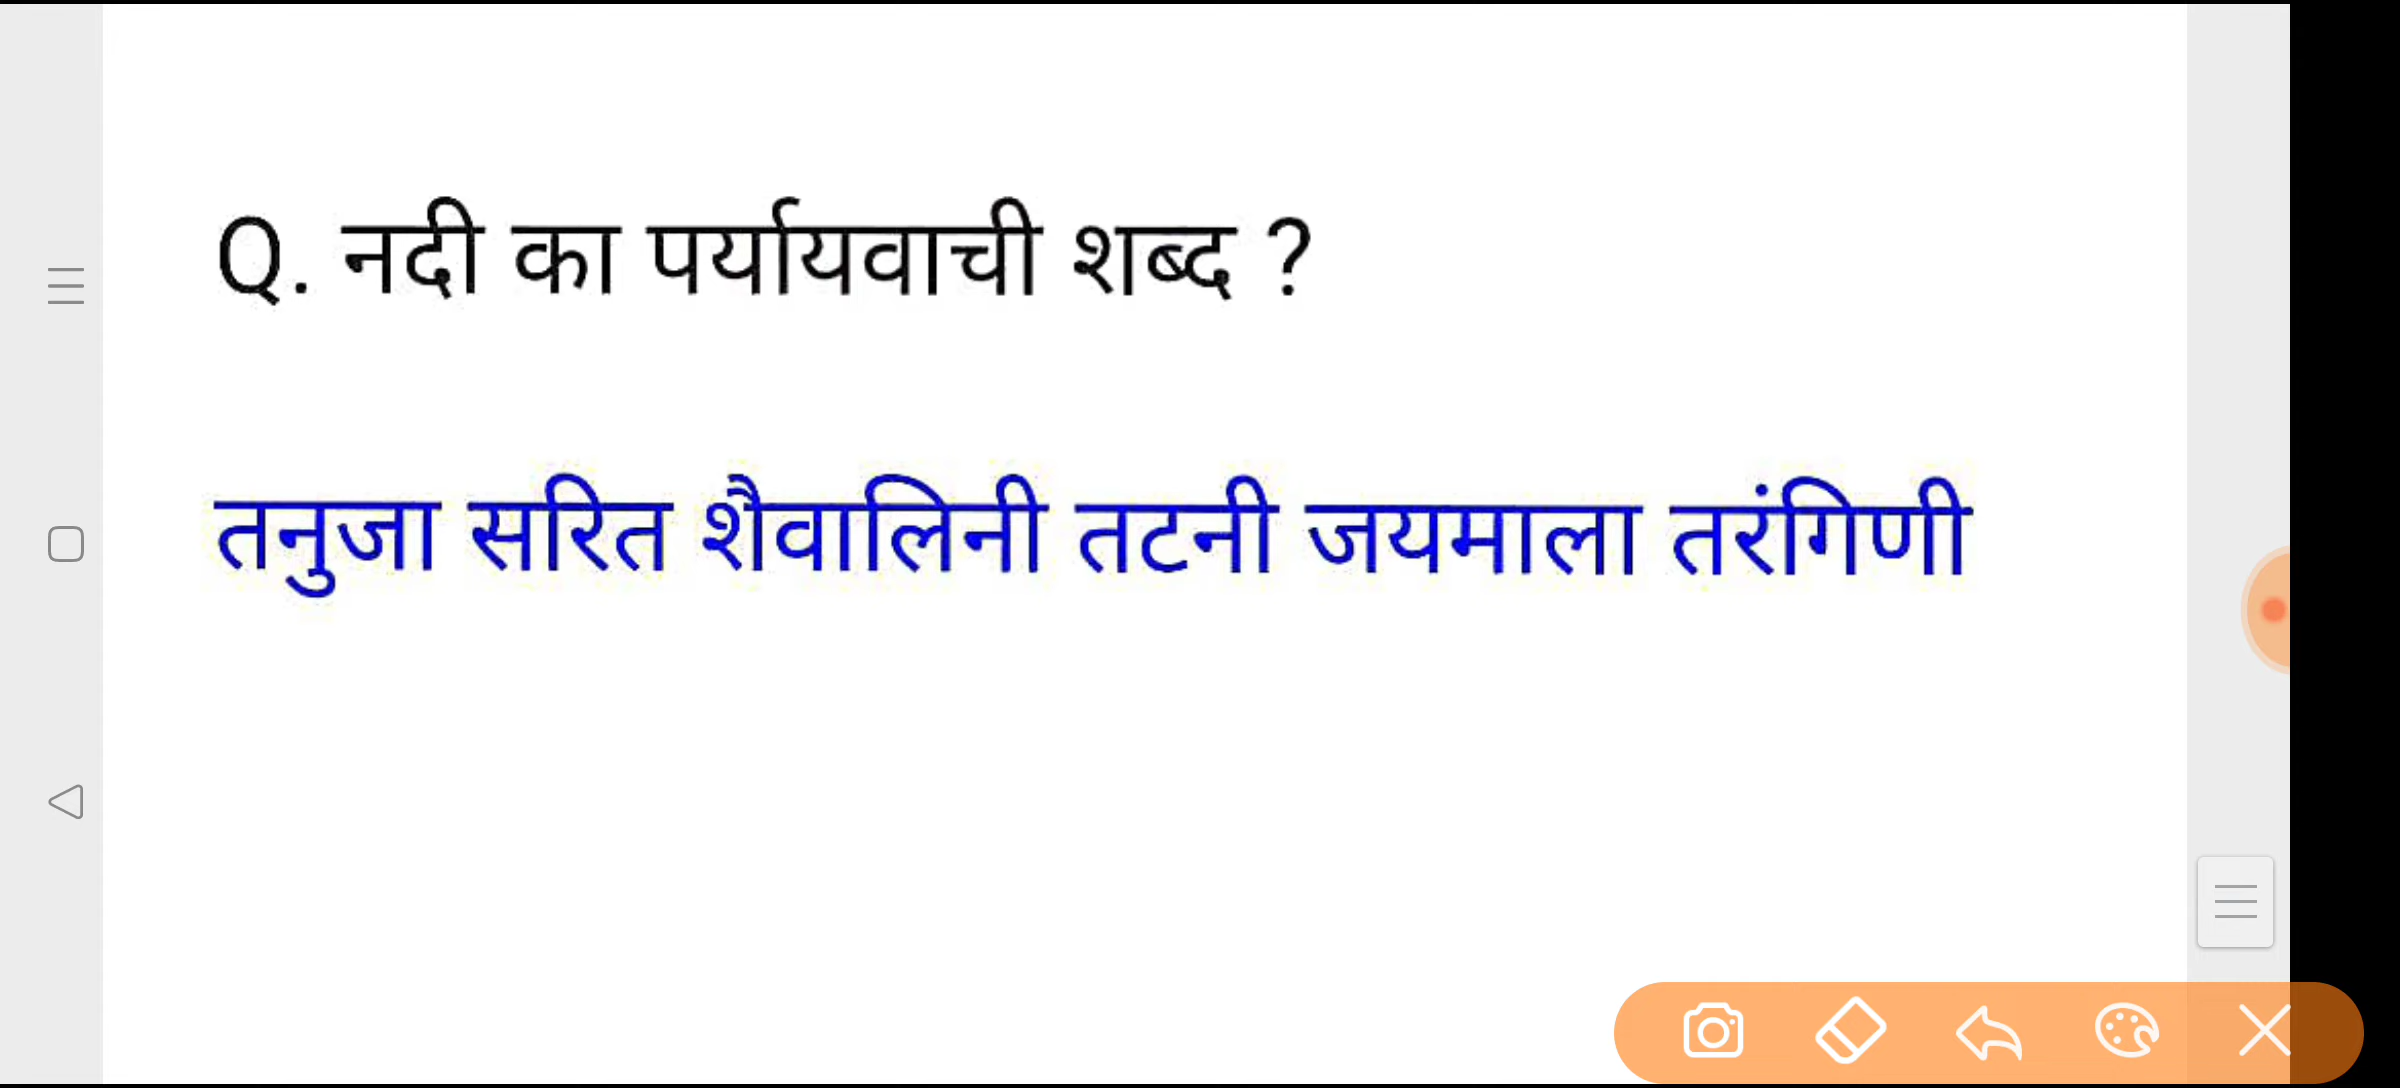 Q. नदी का पर्यायवाची शब्द ?
तनुजा सरित शैवालिनी तटनी जयमाला तरंगिणी